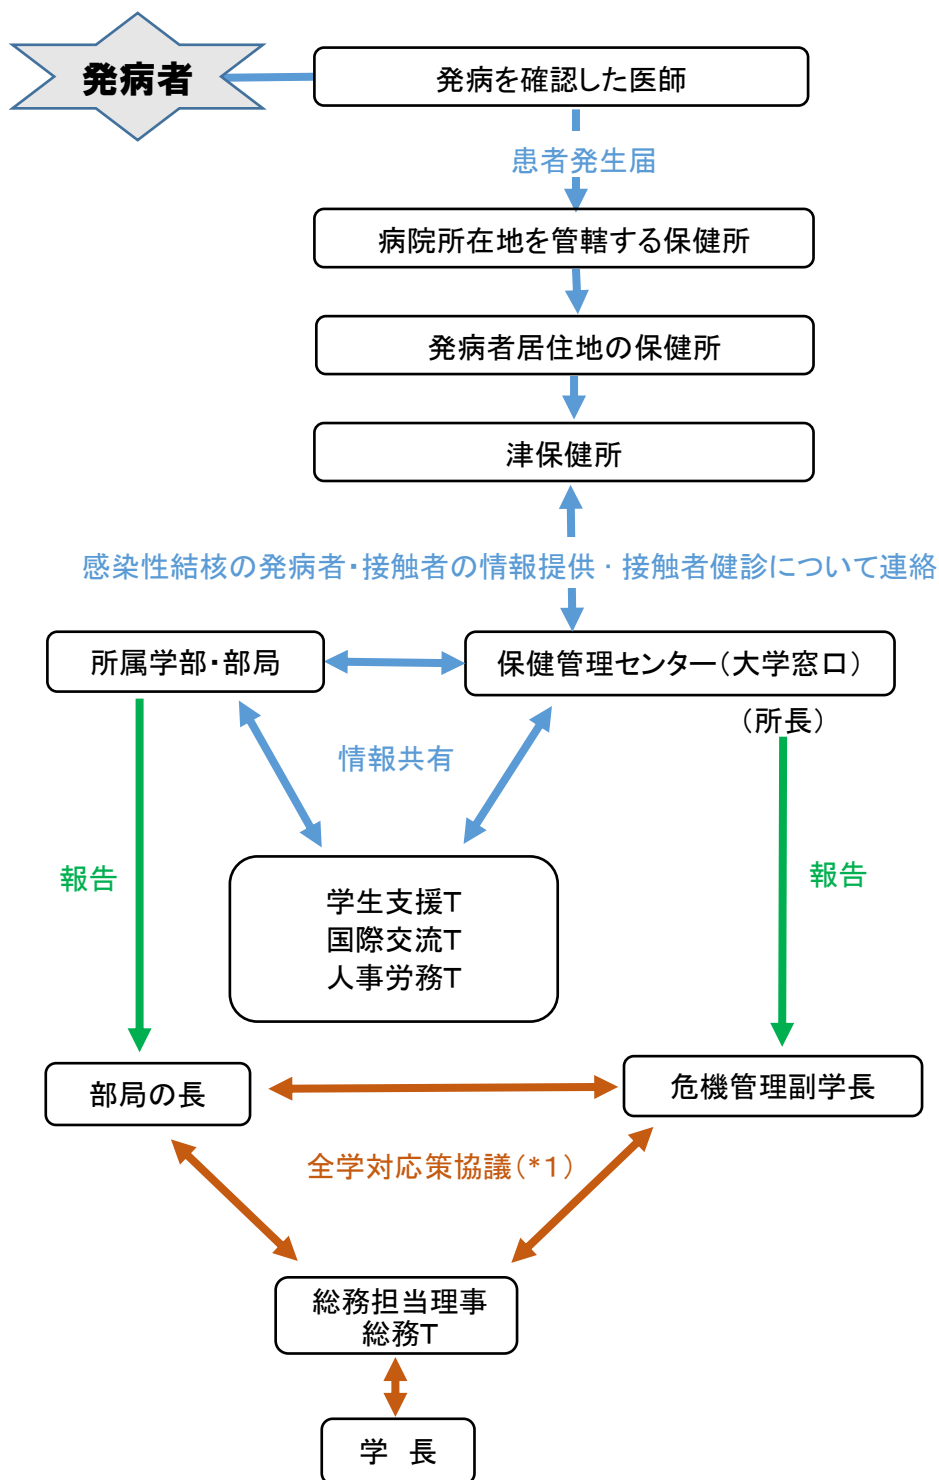 発病者
発病を確認した医師
患者発生届
病院所在地を管轄する保健所
発病者居住地の保健所
津保健所
感染性結核の発病者・接触者の情報提供・接触者健診について連絡
所属学部・部局
保健管理センター(大学窓口)
(所長)
情報共有
報告
報告
学生支援T
国際交流T
人事労務T
部局の長
危機管理副学長
全学対応策協議(*1)
総務担当理事
総務T
学 長